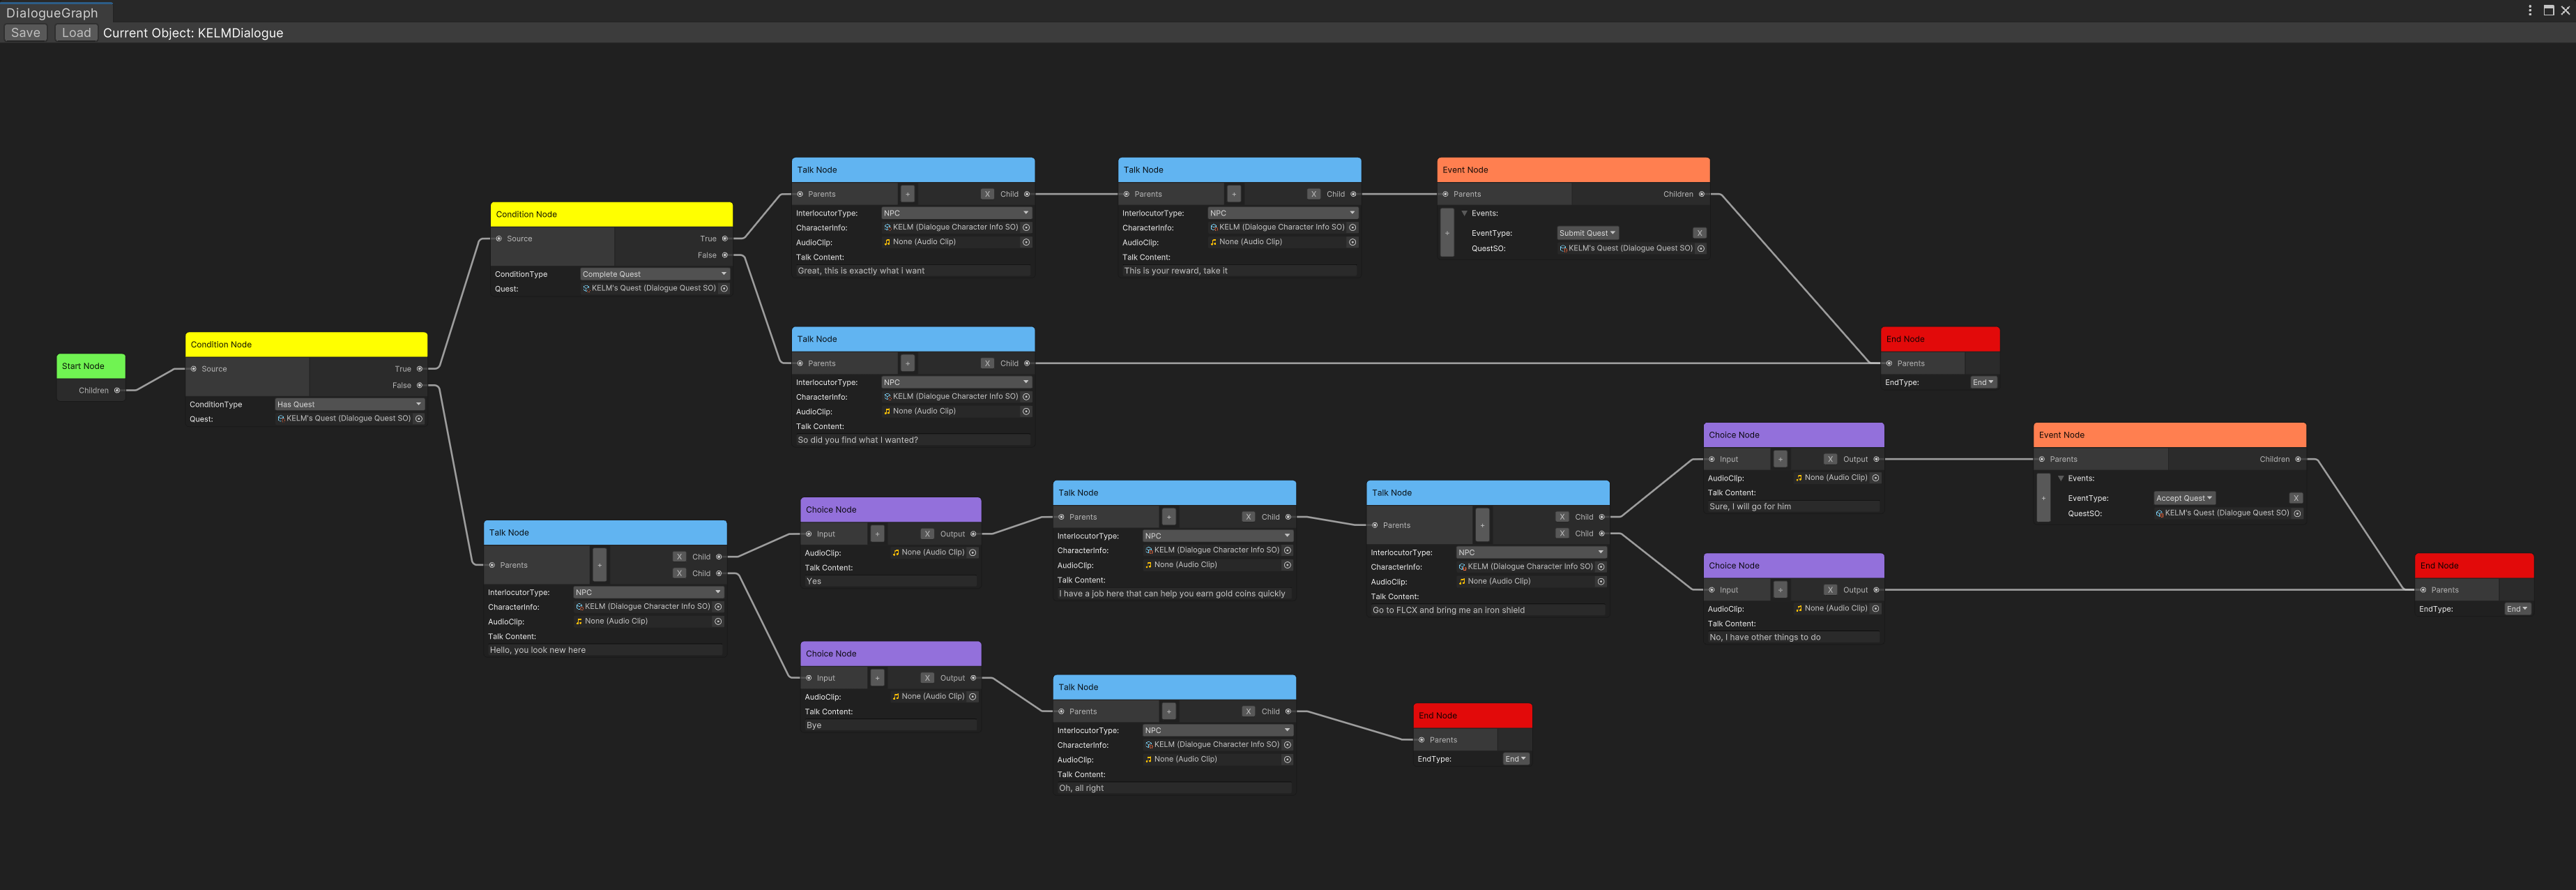 DialogueGraph
Save Load Current Object: KELMDialogue
Start Node
Children
Condition Node
Source True
False
ConditionType Has Quest
Quest: KELM's Quest (Dialogue Quest SO)
Condition Node
Source True
False
ConditionType Complete Quest
Quest: KELM's Quest (Dialogue Quest SO)
Talk Node
Parents + X Child
InterlocutorType: NPC
CharacterInfo: KELM (Dialogue Character Info SO)
AudioClip: None (Audio Clip)
Talk Content:
Great, this is exactly what i want
Talk Node
Parents + X Child
InterlocutorType: NPC
CharacterInfo: KELM (Dialogue Character Info SO)
AudioClip: None (Audio Clip)
Talk Content:
This is your reward, take it
Event Node
Parents Children
+ Events:
EventType: Submit Quest X
QuestSO: KELM's Quest (Dialogue Quest SO)
Talk Node
Parents + X Child
InterlocutorType: NPC
CharacterInfo: KELM (Dialogue Character Info SO)
AudioClip: None (Audio Clip)
Talk Content:
So did you find what I wanted?
End Node
Parents
EndType: End
Talk Node
Parents + X Child
X Child
InterlocutorType: NPC
CharacterInfo: KELM (Dialogue Character Info SO)
AudioClip: None (Audio Clip)
Talk Content:
Hello, you look new here
Choice Node
Input + X Output
AudioClip: None (Audio Clip)
Talk Content:
Yes
Talk Node
Parents + X Child
InterlocutorType: NPC
CharacterInfo: KELM (Dialogue Character Info SO)
AudioClip: None (Audio Clip)
Talk Content:
I have a job here that can help you earn gold coins quickly
Talk Node
Parents + X Child
X Child
InterlocutorType: NPC
CharacterInfo: KELM (Dialogue Character Info SO)
AudioClip: None (Audio Clip)
Talk Content:
Go to FLCX and bring me an iron shield
Choice Node
Input + X Output
AudioClip: None (Audio Clip)
Talk Content:
Sure, I will go for him
Event Node
Parents Children
+ Events:
EventType: Accept Quest X
QuestSO: KELM's Quest (Dialogue Quest SO)
Choice Node
Input + X Output
AudioClip: None (Audio Clip)
Talk Content:
No, I have other things to do
End Node
Parents
EndType: End
Choice Node
Input + X Output
AudioClip: None (Audio Clip)
Talk Content:
Bye
Talk Node
Parents + X Child
InterlocutorType: NPC
CharacterInfo: KELM (Dialogue Character Info SO)
AudioClip: None (Audio Clip)
Talk Content:
Oh, all right
End Node
Parents
EndType: End